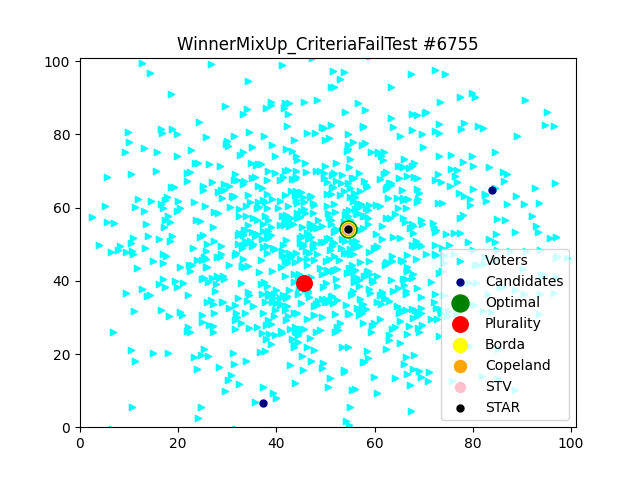 WinnerMixUp_CriteriaFailTest #6755
100
80
60
40
20
0
0
20
40
60
80
100
Voters
Candidates
Optimal
Plurality
Borda
Copeland
STV
STAR